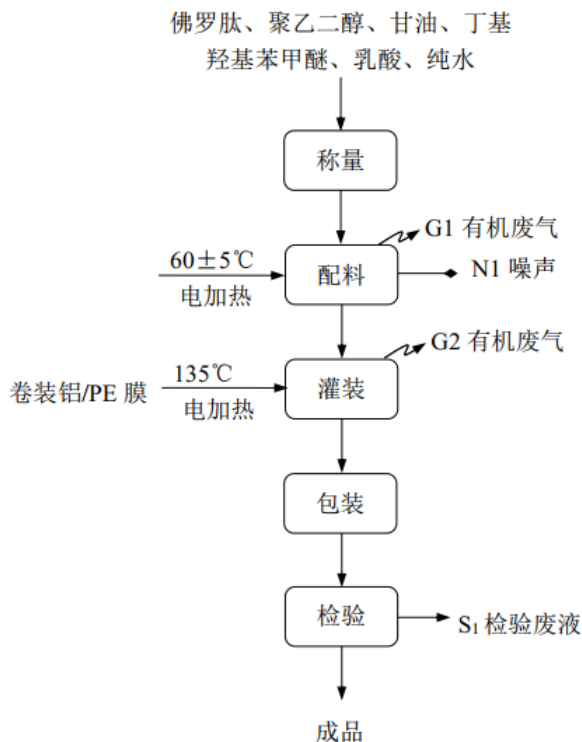 佛罗肽、聚乙二醇、甘油、丁基
羟基苯甲醚、乳酸、纯水
称量
G1 有机废气
60±5℃
电加热
配料
N1 噪声
G2 有机废气
卷装铝/PE 膜
135℃
电加热
灌装
包装
检验
S1 检验废液
成品